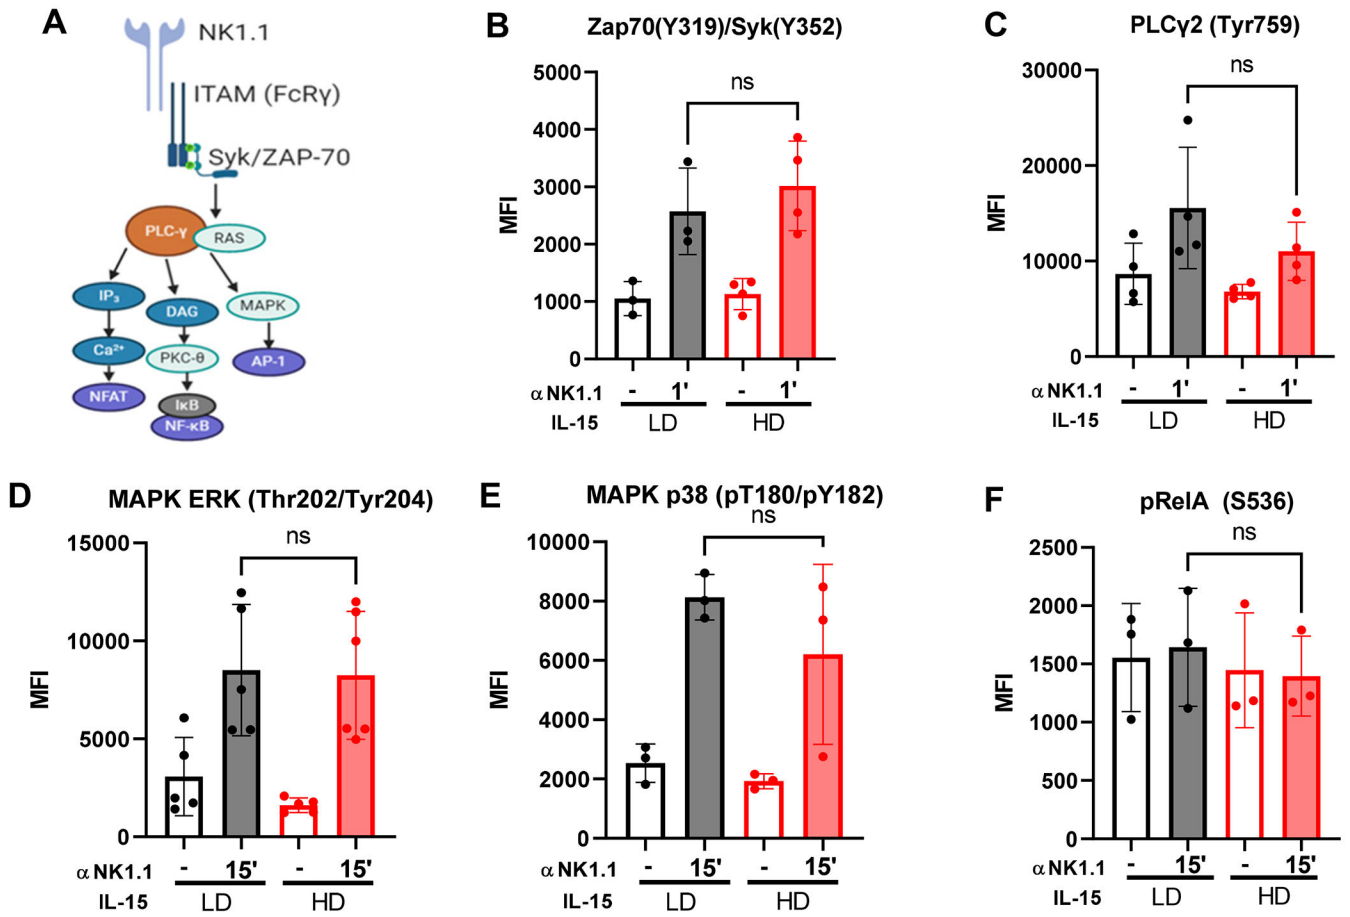 A
NK1.1
ITAM (FcRγ)
Syk/ZAP-70
PLC-γ
RAS
IP₃
DAG
MAPK
Ca²⁺
PKC-θ
AP-1
NFAT
IκB
NF-κB
B
Zap70(Y319)/Syk(Y352)
ns
5000
4000
3000
2000
1000
0
MFI
α NK1.1 - 1' - 1'
IL-15 LD HD
C
PLCγ2 (Tyr759)
ns
30000
20000
10000
0
MFI
α NK1.1 - 1' - 1'
IL-15 LD HD
D
MAPK ERK (Thr202/Tyr204)
ns
15000
10000
5000
0
MFI
α NK1.1 - 15' - 15'
IL-15 LD HD
E
MAPK p38 (pT180/pY182)
ns
10000
8000
6000
4000
2000
0
MFI
α NK1.1 - 15' - 15'
IL-15 LD HD
F
pRelA (S536)
ns
2500
2000
1500
1000
500
0
MFI
α NK1.1 - 15' - 15'
IL-15 LD HD